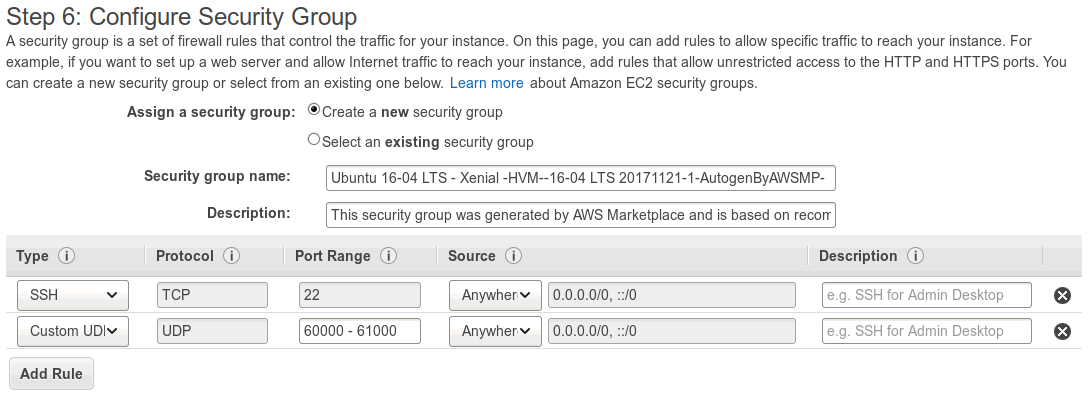 Step 6: Configure Security Group
A security group is a set of firewall rules that control the traffic for your instance. On this page, you can add rules to allow specific traffic to reach your instance. For
example, if you want to set up a web server and allow Internet traffic to reach your instance, add rules that allow unrestricted access to the HTTP and HTTPS ports. You
can create a new security group or select from an existing one below. Learn more about Amazon EC2 security groups.
Assign a security group: Create a new security group
Select an existing security group
Security group name: Ubuntu 16-04 LTS - Xenial -HVM--16-04 LTS 20171121-1-AutogenByAWSMP-
Description: This security group was generated by AWS Marketplace and is based on recom
Type i Protocol i Port Range i Source i Description i
SSH TCP 22 Anywher 0.0.0.0/0, ::/0 e.g. SSH for Admin Desktop
Custom UD UDP 60000 - 61000 Anywher 0.0.0.0/0, ::/0 e.g. SSH for Admin Desktop
Add Rule